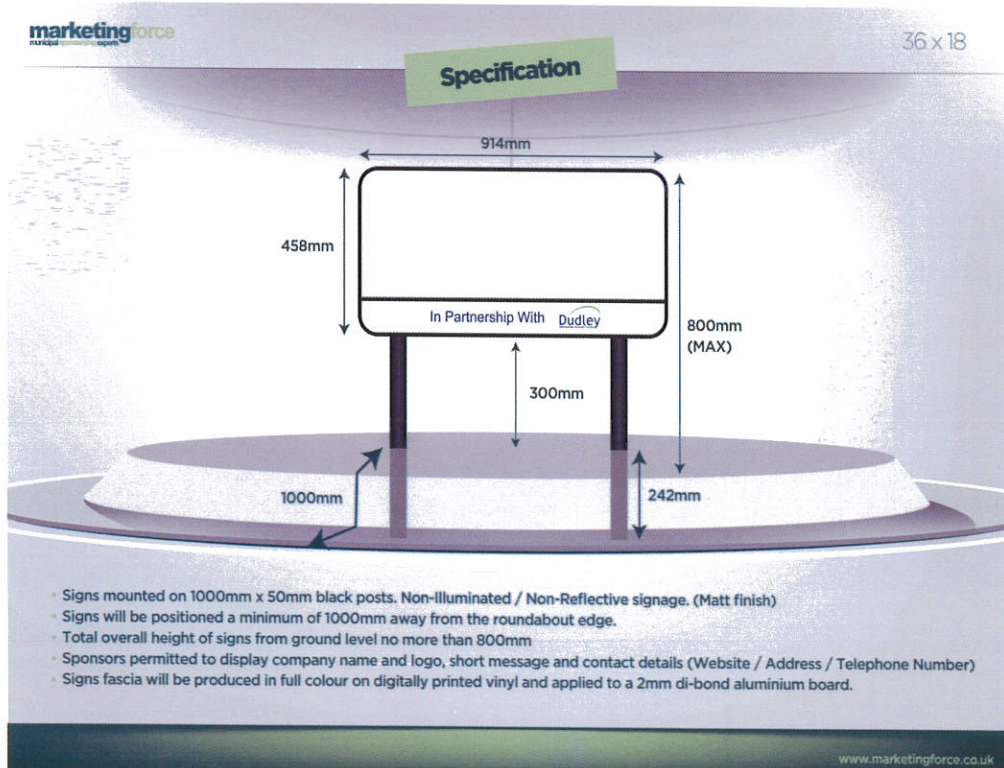 marketingforce
municipal sponsorship experts
36 x 18
Specification
914mm
458mm
In Partnership With Dudley
800mm
(MAX)
300mm
1000mm
242mm
Signs mounted on 1000mm x 50mm black posts. Non-Illuminated / Non-Reflective signage. (Matt finish)
Signs will be positioned a minimum of 1000mm away from the roundabout edge.
Total overall height of signs from ground level no more than 800mm
Sponsors permitted to display company name and logo, short message and contact details (Website / Address / Telephone Number)
Signs fascia will be produced in full colour on digitally printed vinyl and applied to a 2mm di-bond aluminium board.
www.marketingforce.co.uk